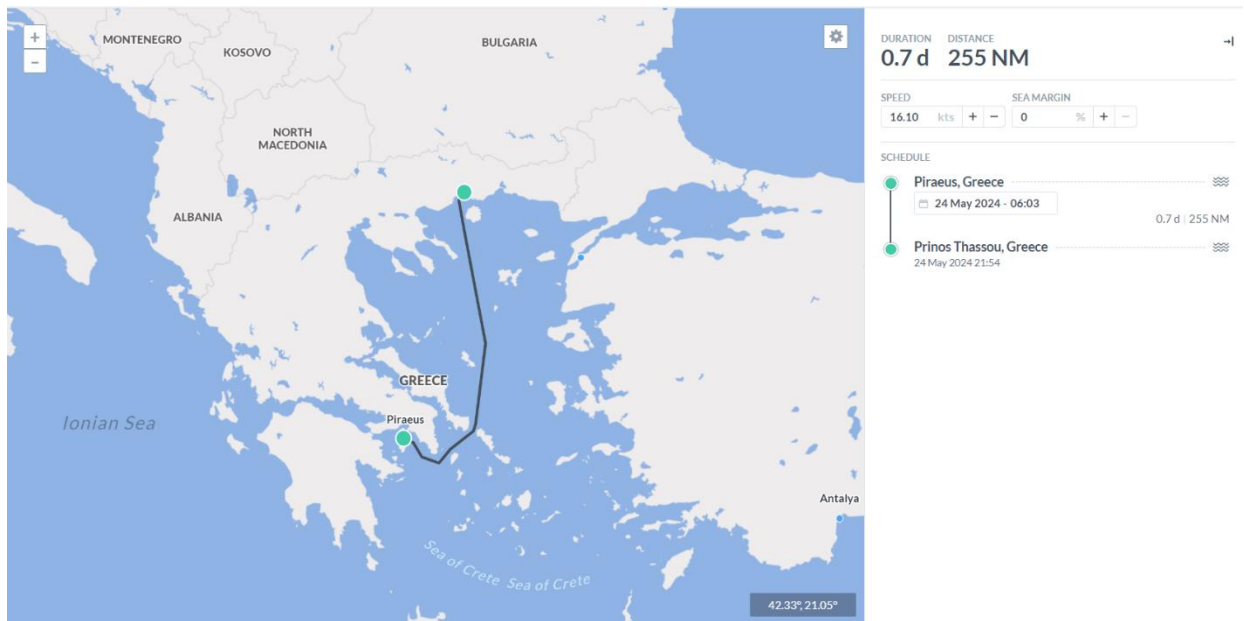 +
−
MONTENEGRO
KOSOVO
BULGARIA
NORTH
MACEDONIA
ALBANIA
GREECE
Piraeus
Ionian Sea
Antalya
Sea of Crete Sea of Crete
42.33°, 21.05°
DURATION DISTANCE
0.7 d 255 NM
SPEED SEA MARGIN
16.10 kts + − 0 % + −
SCHEDULE
Piraeus, Greece
24 May 2024 - 06:03
0.7 d | 255 NM
Prinos Thassou, Greece
24 May 2024 21:54